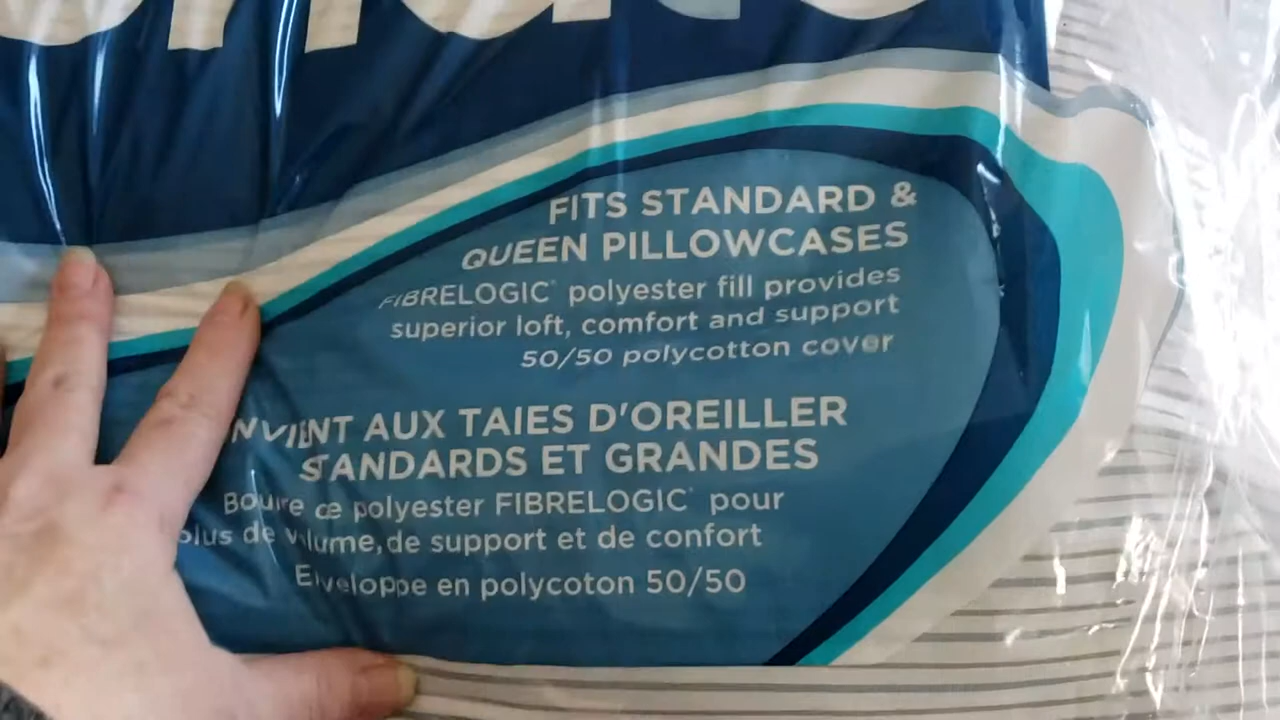 FITS STANDARD &
QUEEN PILLOWCASES
FIBRELOGIC® polyester fill provides
superior loft, comfort and support
50/50 polycotton cover
AUX TAIES D'OREILLER
STANDARDS ET GRANDES
Bourre de polyester FIBRELOGIC® pour
plus de volume, de support et de confort
Enveloppe en polycoton 50/50